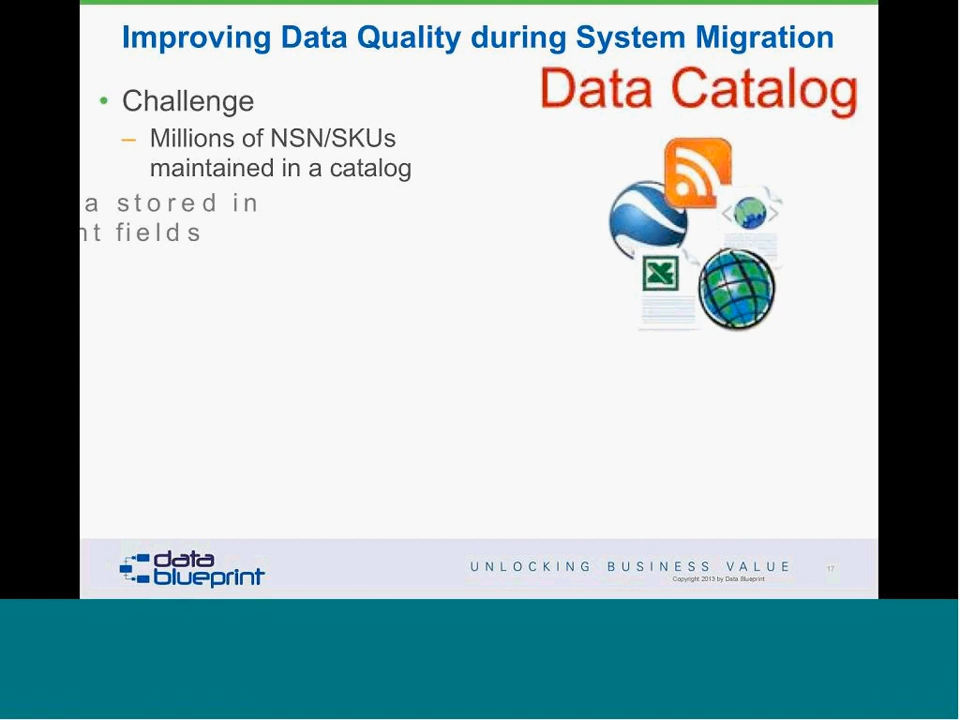 Improving Data Quality during System Migration
Data Catalog
• Challenge
– Millions of NSN/SKUs
maintained in a catalog
a stored in
nt fields
data
blueprint
UNLOCKING BUSINESS VALUE
17
Copyright 2013 by Data Blueprint